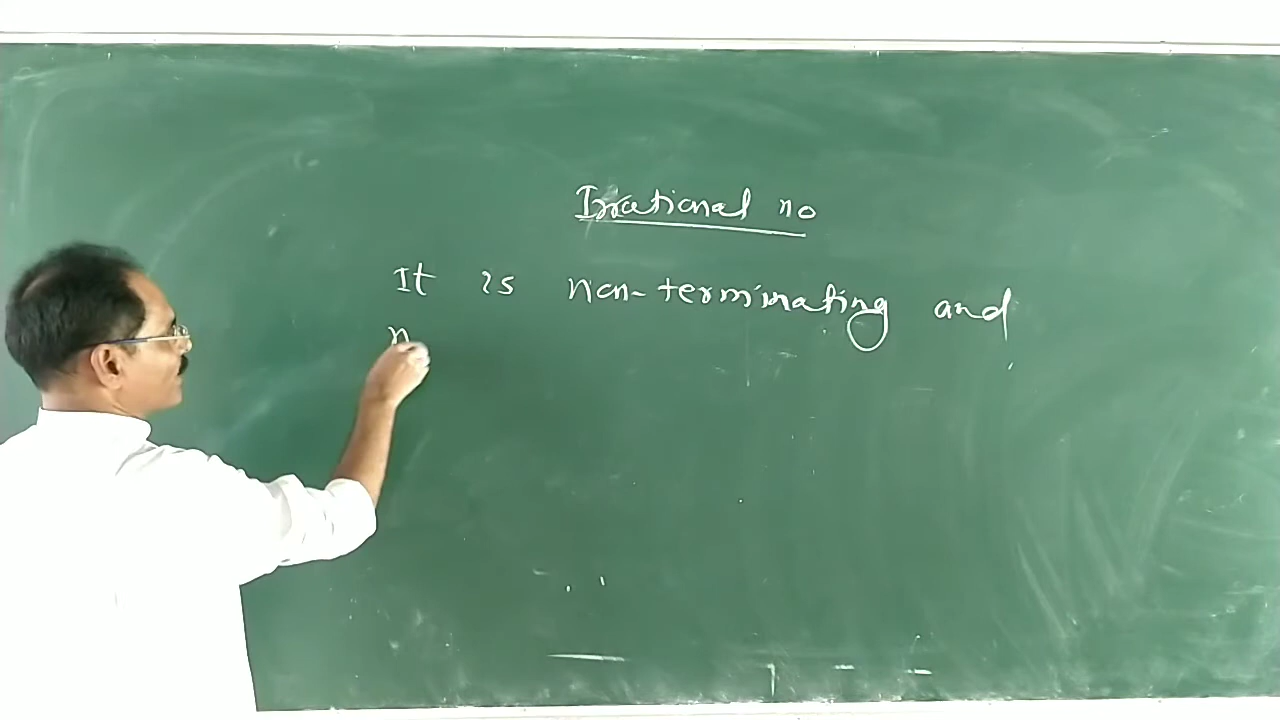 Irrational no
It is non-terminating and
n